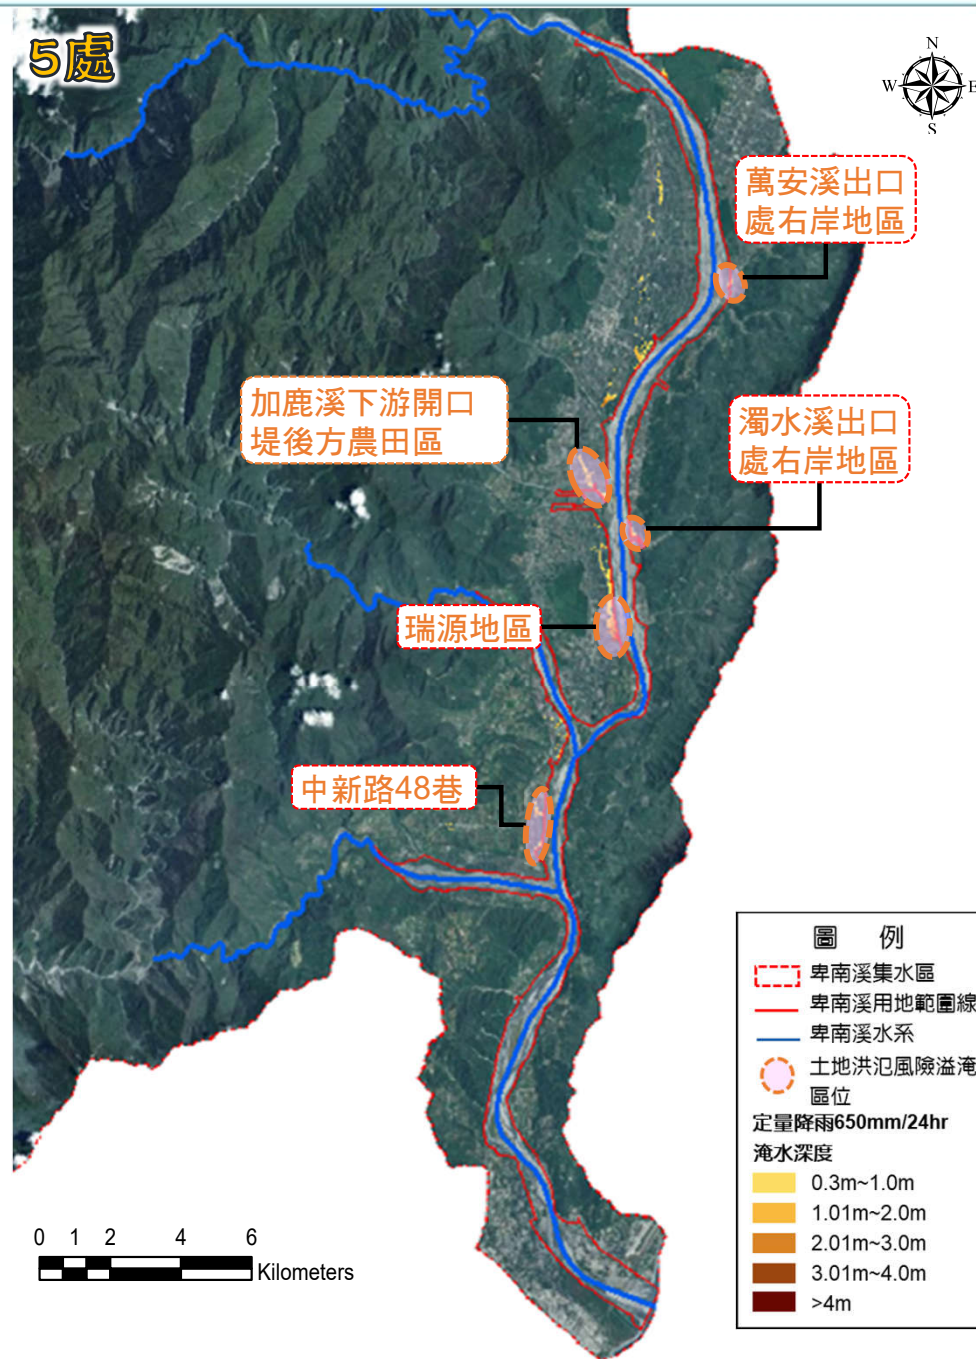 5處
N
W
E
S
萬安溪出口
處右岸地區
加鹿溪下游開口
堤後方農田區
濁水溪出口
處右岸地區
瑞源地區
中新路48巷
圖 例
卑南溪集水區
卑南溪用地範圍線
卑南溪水系
土地洪氾風險溢淹
區位
定量降雨650mm/24hr
淹水深度
0.3m~1.0m
1.01m~2.0m
2.01m~3.0m
3.01m~4.0m
>4m
0 1 2 4 6
Kilometers